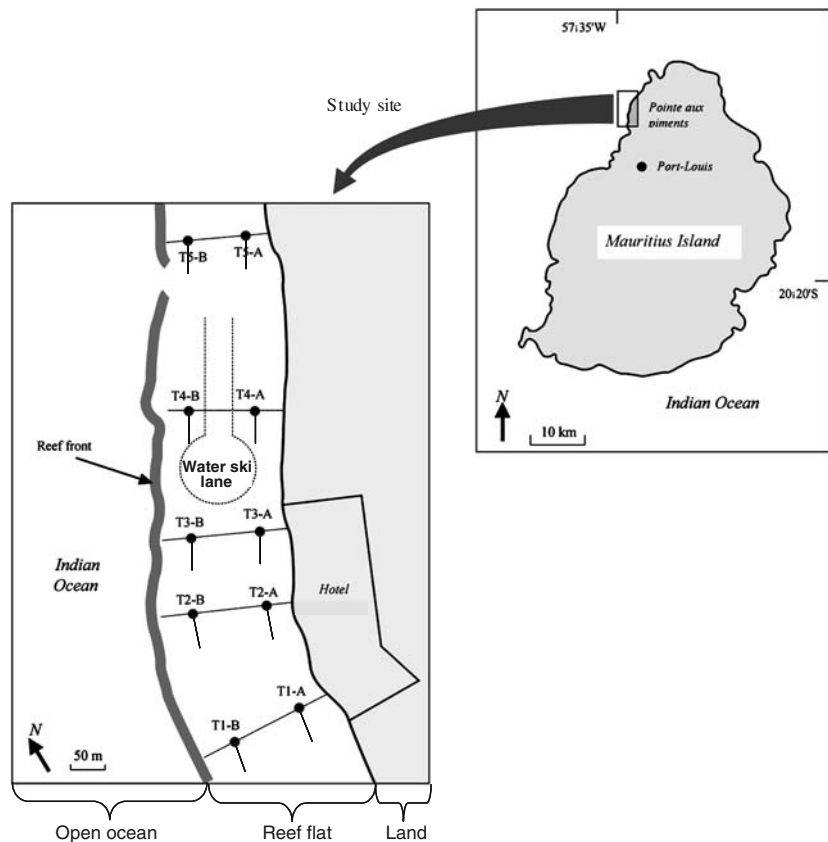 57¡35'W
Study site
Pointe aux
piments
Port-Louis
Mauritius Island
20¡20'S
N
Indian Ocean
10 km
T5-B
T5-A
T4-B
T4-A
Reef front
Water ski
lane
T3-B
T3-A
Indian
Ocean
Hotel
T2-B
T2-A
T1-A
T1-B
N
50 m
Open ocean
Reef flat
Land